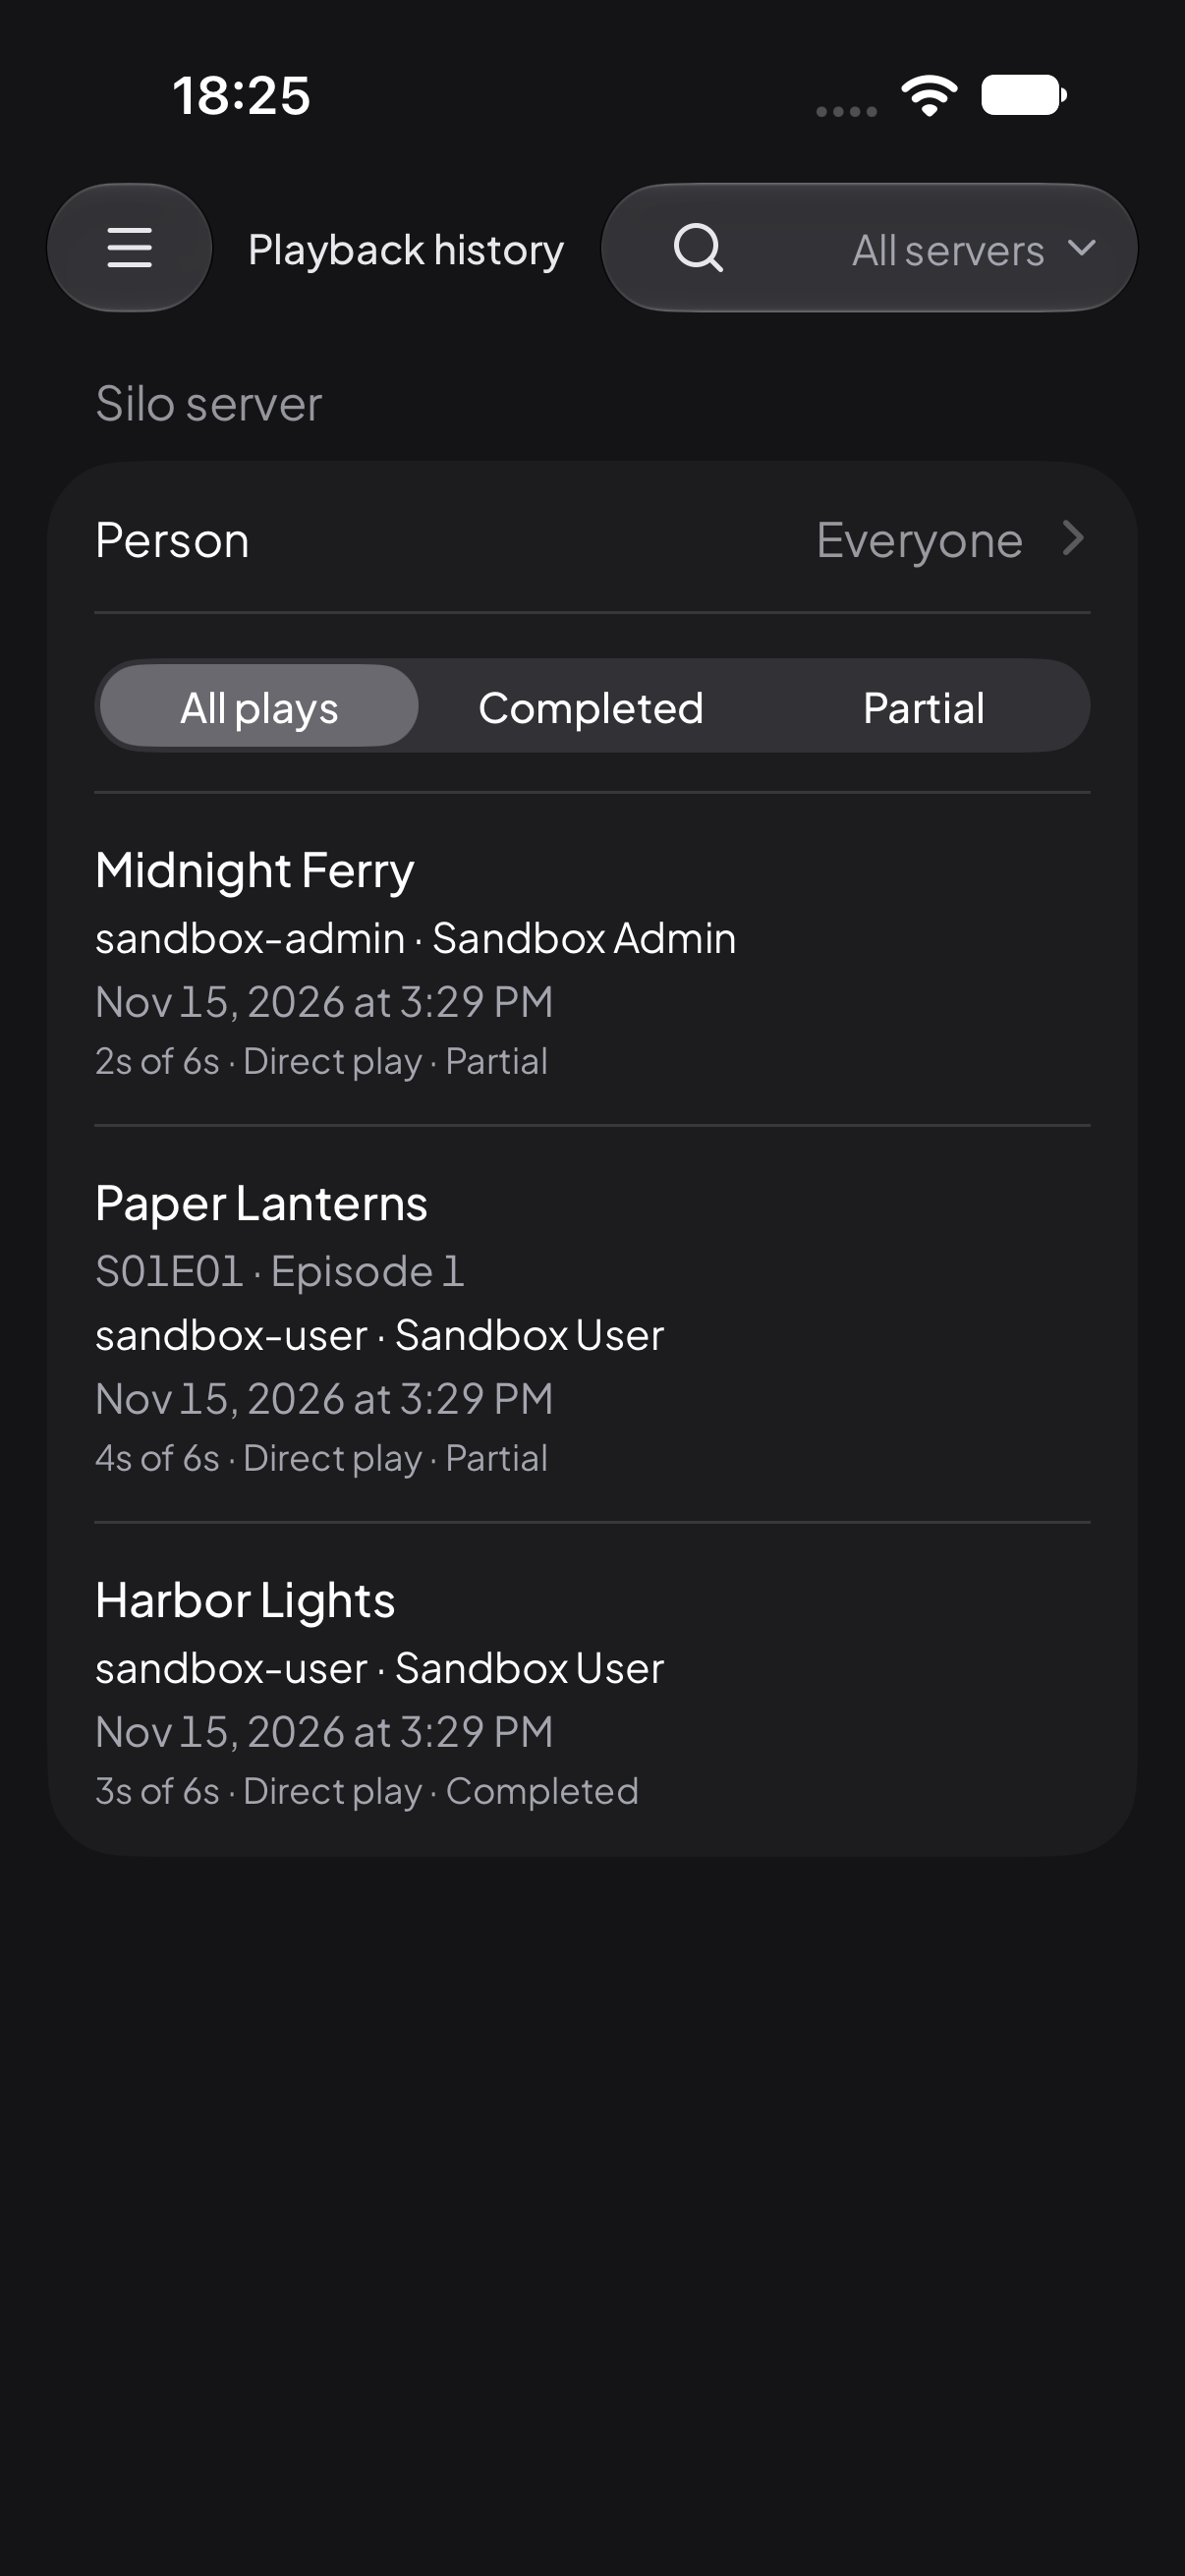 18:25
Playback history
All servers
Silo server
Person
Everyone
All plays
Completed
Partial
Midnight Ferry
sandbox-admin · Sandbox Admin
Nov 15, 2026 at 3:29 PM
2s of 6s · Direct play · Partial
Paper Lanterns
S01E01 · Episode 1
sandbox-user · Sandbox User
Nov 15, 2026 at 3:29 PM
4s of 6s · Direct play · Partial
Harbor Lights
sandbox-user · Sandbox User
Nov 15, 2026 at 3:29 PM
3s of 6s · Direct play · Completed